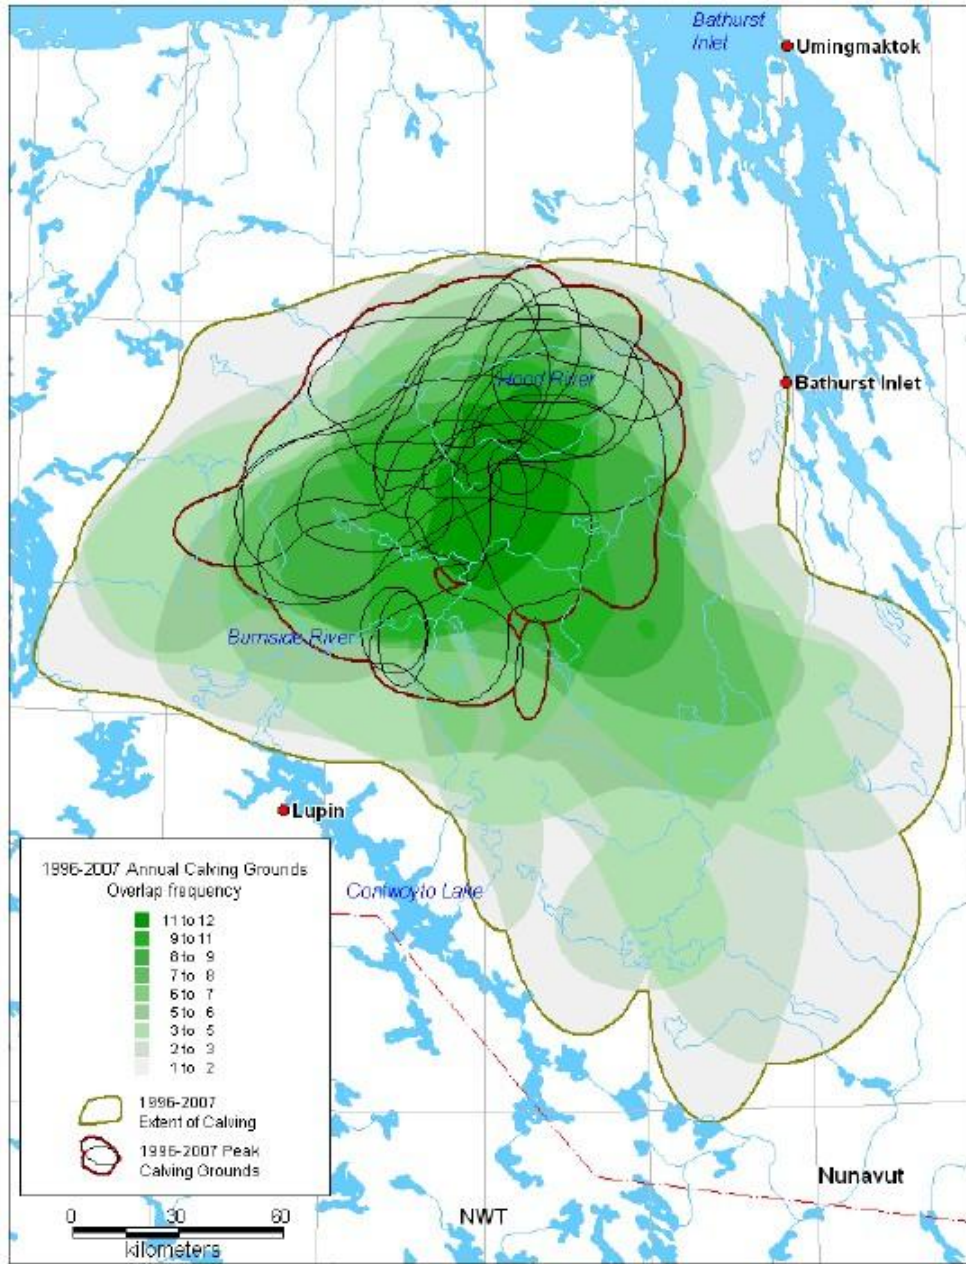 Bathurst
Inlet
Umingmaktok
Hood River
Bathurst Inlet
Burnside River
Lupin
Contwoyto Lake
1996-2007 Annual Calving Grounds
Overlap frequency
11 to 12
9 to 11
8 to 9
7 to 8
6 to 7
5 to 6
3 to 5
2 to 3
1 to 2
1996-2007
Extent of Calving
1996-2007 Peak
Calving Grounds
0 30 60
kilometers
NWT
Nunavut